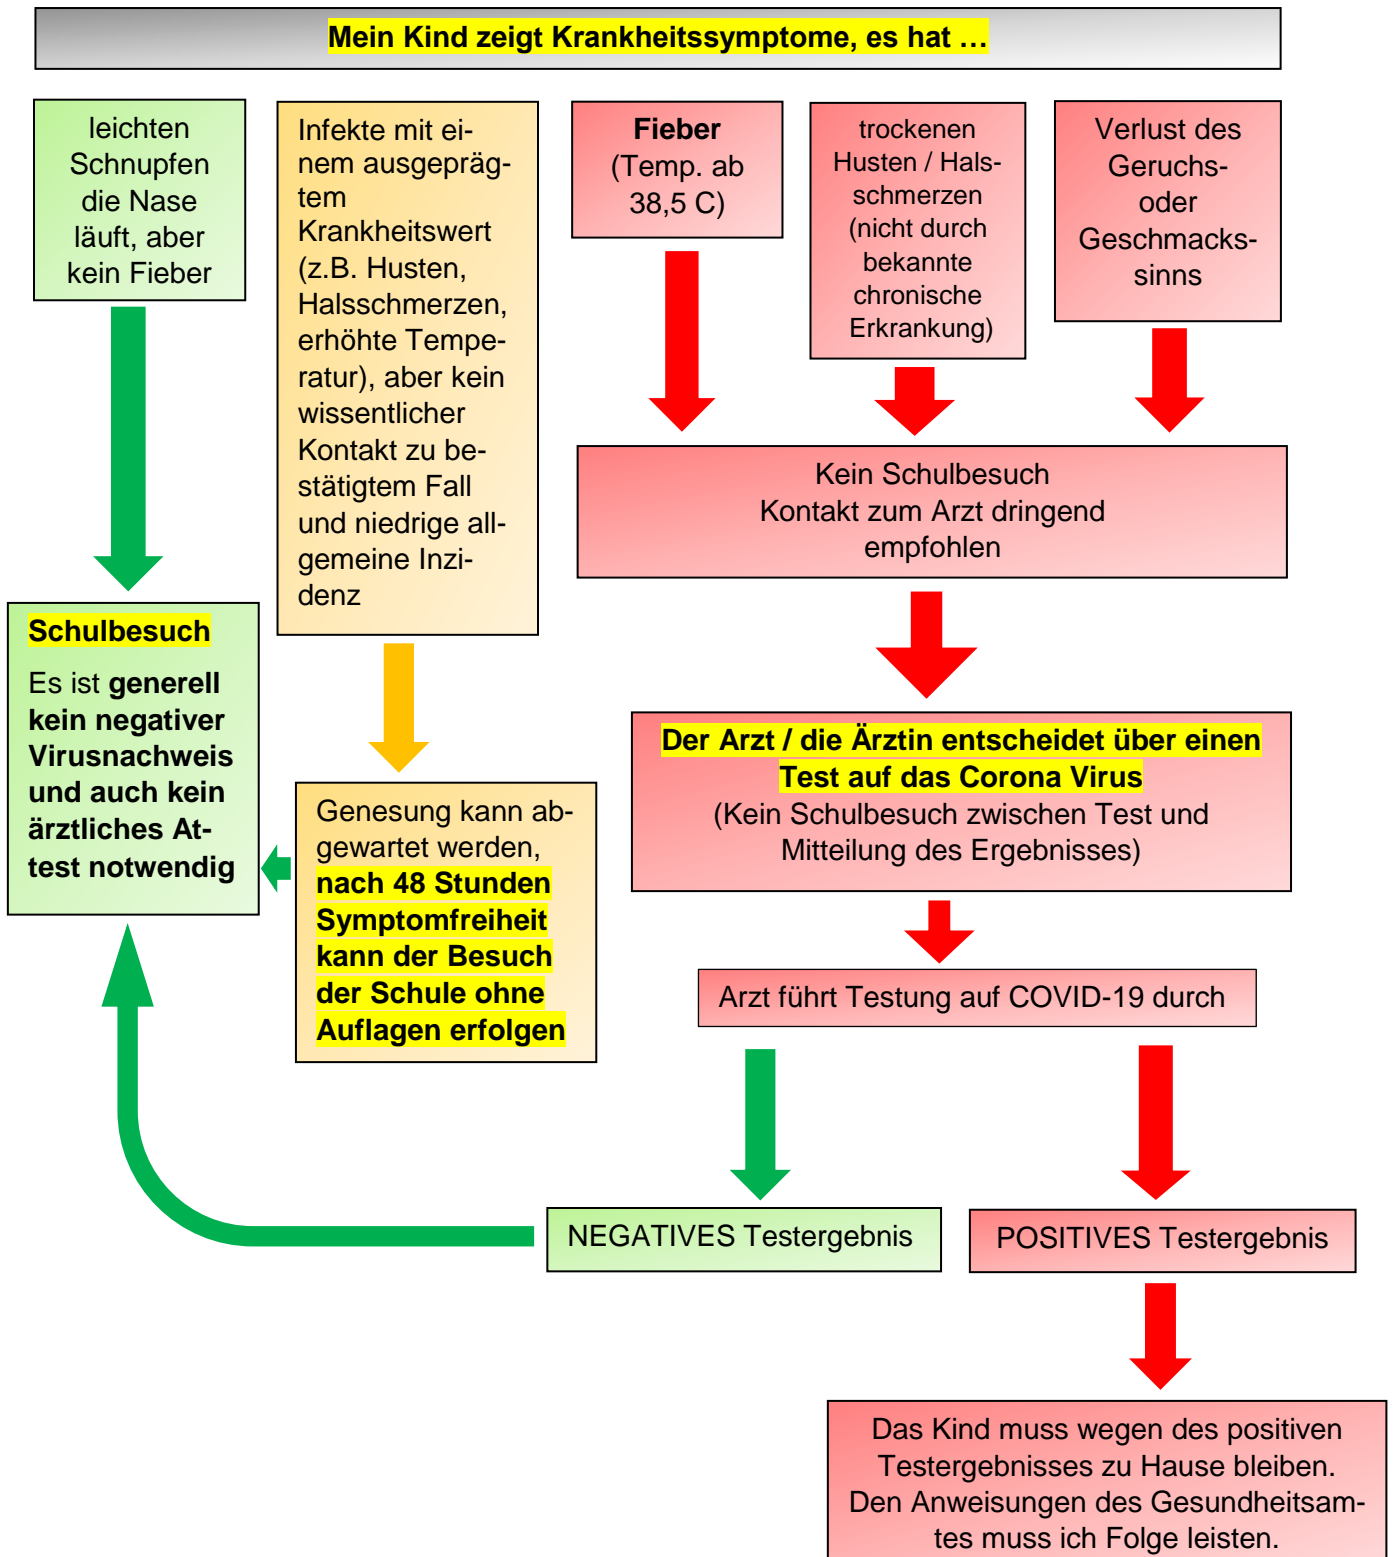 Mein Kind zeigt Krankheitssymptome, es hat …
leichten
Schnupfen
die Nase
läuft, aber
kein Fieber
Infekte mit ei-
nem ausgepräg-
tem
Krankheitswert
(z.B. Husten,
Halsschmerzen,
erhöhte Tempe-
ratur), aber kein
wissentlicher
Kontakt zu be-
stätigtem Fall
und niedrige all-
gemeine Inzi-
denz
Fieber
(Temp. ab
38,5 C)
trockenen
Husten / Hals-
schmerzen
(nicht durch
bekannte
chronische
Erkrankung)
Verlust des
Geruchs-
oder
Geschmacks-
sinns
Kein Schulbesuch
Kontakt zum Arzt dringend
empfohlen
Schulbesuch
Es ist generell
kein negativer
Virusnachweis
und auch kein
ärztliches At-
test notwendig
Genesung kann ab-
gewartet werden,
nach 48 Stunden
Symptomfreiheit
kann der Besuch
der Schule ohne
Auflagen erfolgen
Der Arzt / die Ärztin entscheidet über einen
Test auf das Corona Virus
(Kein Schulbesuch zwischen Test und
Mitteilung des Ergebnisses)
Arzt führt Testung auf COVID-19 durch
NEGATIVES Testergebnis
POSITIVES Testergebnis
Das Kind muss wegen des positiven
Testergebnisses zu Hause bleiben.
Den Anweisungen des Gesundheitsam-
tes muss ich Folge leisten.